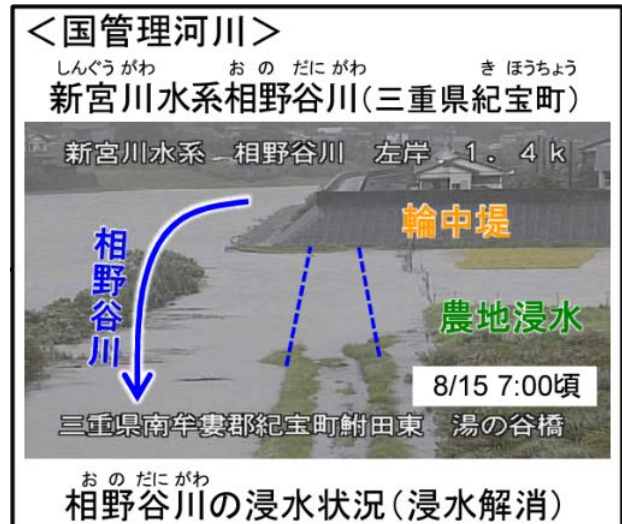 ＜国管理河川＞
しんぐうがわ おのだにがわ きほうちょう
新宮川水系相野谷川(三重県紀宝町)
新宮川水系 相野谷川 左岸 1．4ｋ
輪中堤
相野谷川
農地浸水
8/15 7:00頃
三重県南牟婁郡紀宝町鮒田東 湯の谷橋
おのだにがわ
相野谷川の浸水状況(浸水解消)